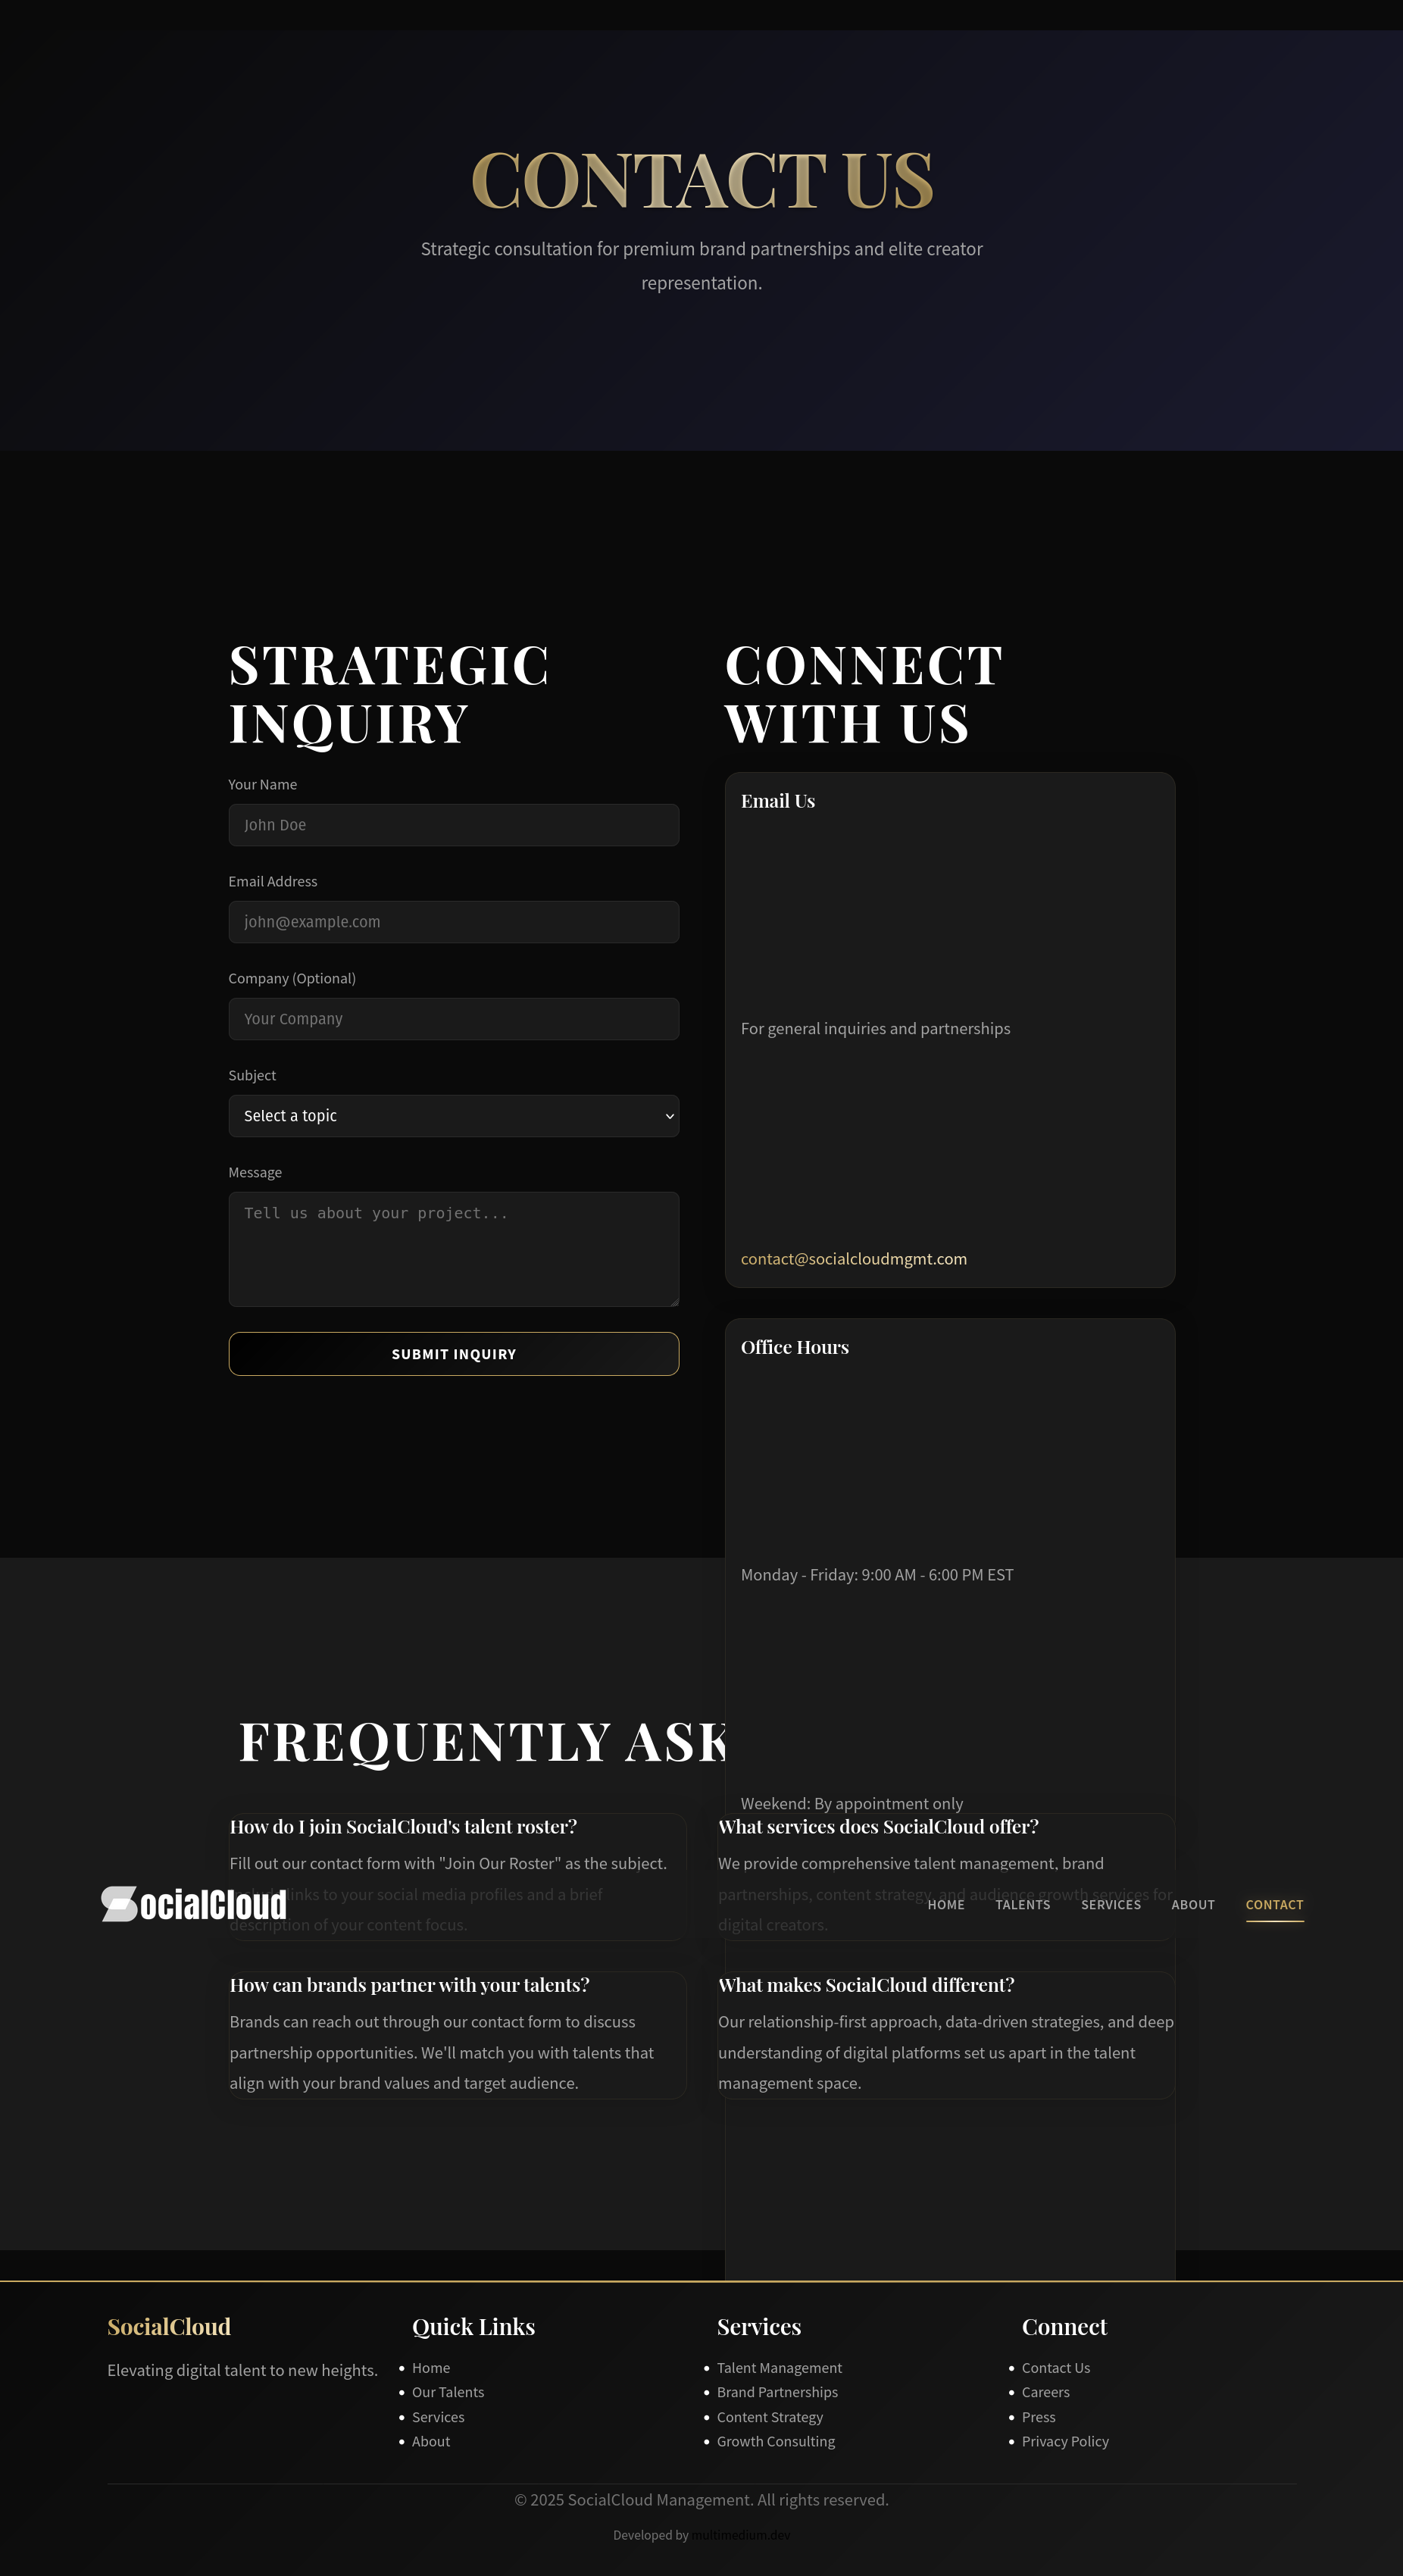 CONTACT US
Strategic consultation for premium brand partnerships and elite creator
representation.
STRATEGIC
INQUIRY
Your Name
John Doe
Email Address
john@example.com
Company (Optional)
Your Company
Subject
Select a topic
Message
Tell us about your project...
SUBMIT INQUIRY
CONNECT
WITH US
Email Us
For general inquiries and partnerships
contact@socialcloudmgmt.com
Office Hours
Monday - Friday: 9:00 AM - 6:00 PM EST
Weekend: By appointment only
FREQUENTLY ASK
How do I join SocialCloud's talent roster?
Fill out our contact form with "Join Our Roster" as the subject.
links to your social media profiles and a brief
description of your content focus.
What services does SocialCloud offer?
We provide comprehensive talent management, brand
partnerships, content strategy, and audience growth services for
digital creators.
SocialCloud
HOME
TALENTS
SERVICES
ABOUT
CONTACT
How can brands partner with your talents?
Brands can reach out through our contact form to discuss
partnership opportunities. We'll match you with talents that
align with your brand values and target audience.
What makes SocialCloud different?
Our relationship-first approach, data-driven strategies, and deep
understanding of digital platforms set us apart in the talent
management space.
SocialCloud
Elevating digital talent to new heights.
Quick Links
Home
Our Talents
Services
About
Services
Talent Management
Brand Partnerships
Content Strategy
Growth Consulting
Connect
Contact Us
Careers
Press
Privacy Policy
© 2025 SocialCloud Management. All rights reserved.
Developed by multimedium.dev